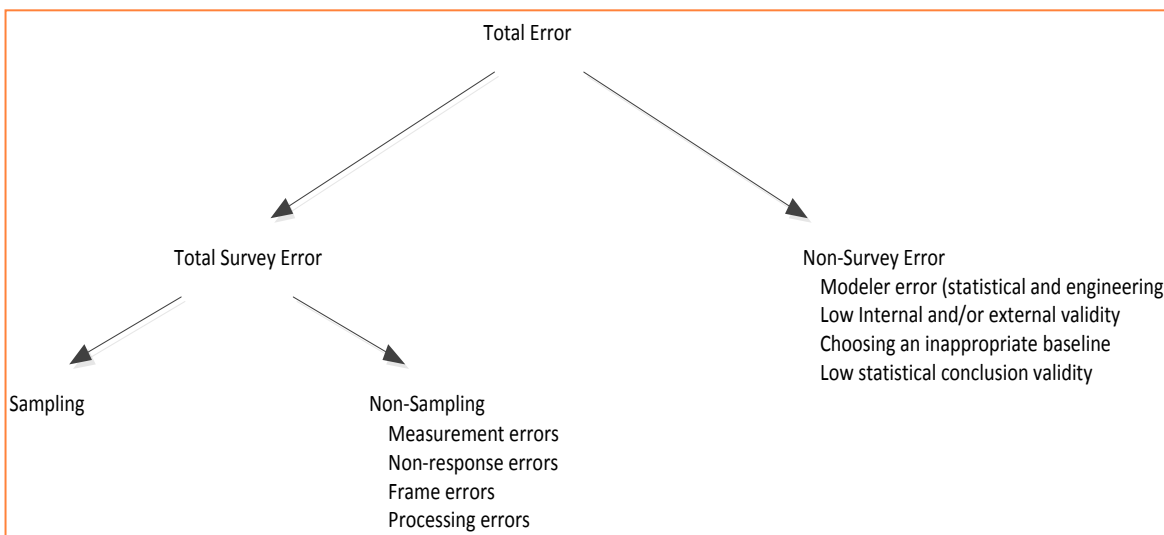 Total Error
Total Survey Error
Non-Survey Error
Modeler error (statistical and engineering
Low Internal and/or external validity
Choosing an inappropriate baseline
Low statistical conclusion validity
Sampling
Non-Sampling
Measurement errors
Non-response errors
Frame errors
Processing errors